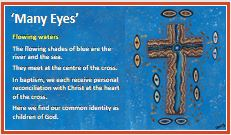 ‘Many Eyes’
Flowing waters
The flowing shades of blue are the
river and the sea.
They meet at the centre of the cross.
In baptism, we each receive personal
reconciliation with Christ at the heart
of the cross.
Here we find our common identity as
children of God.